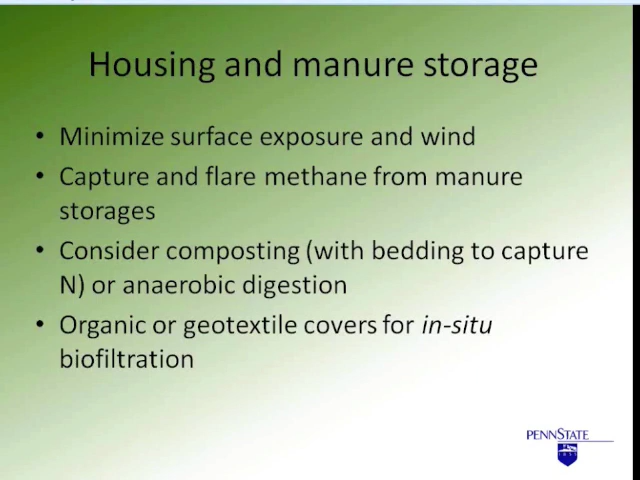 Housing and manure storage
• Minimize surface exposure and wind
• Capture and flare methane from manure
storages
• Consider composting (with bedding to capture
N) or anaerobic digestion
• Organic or geotextile covers for in-situ
biofiltration
PENNSTATE